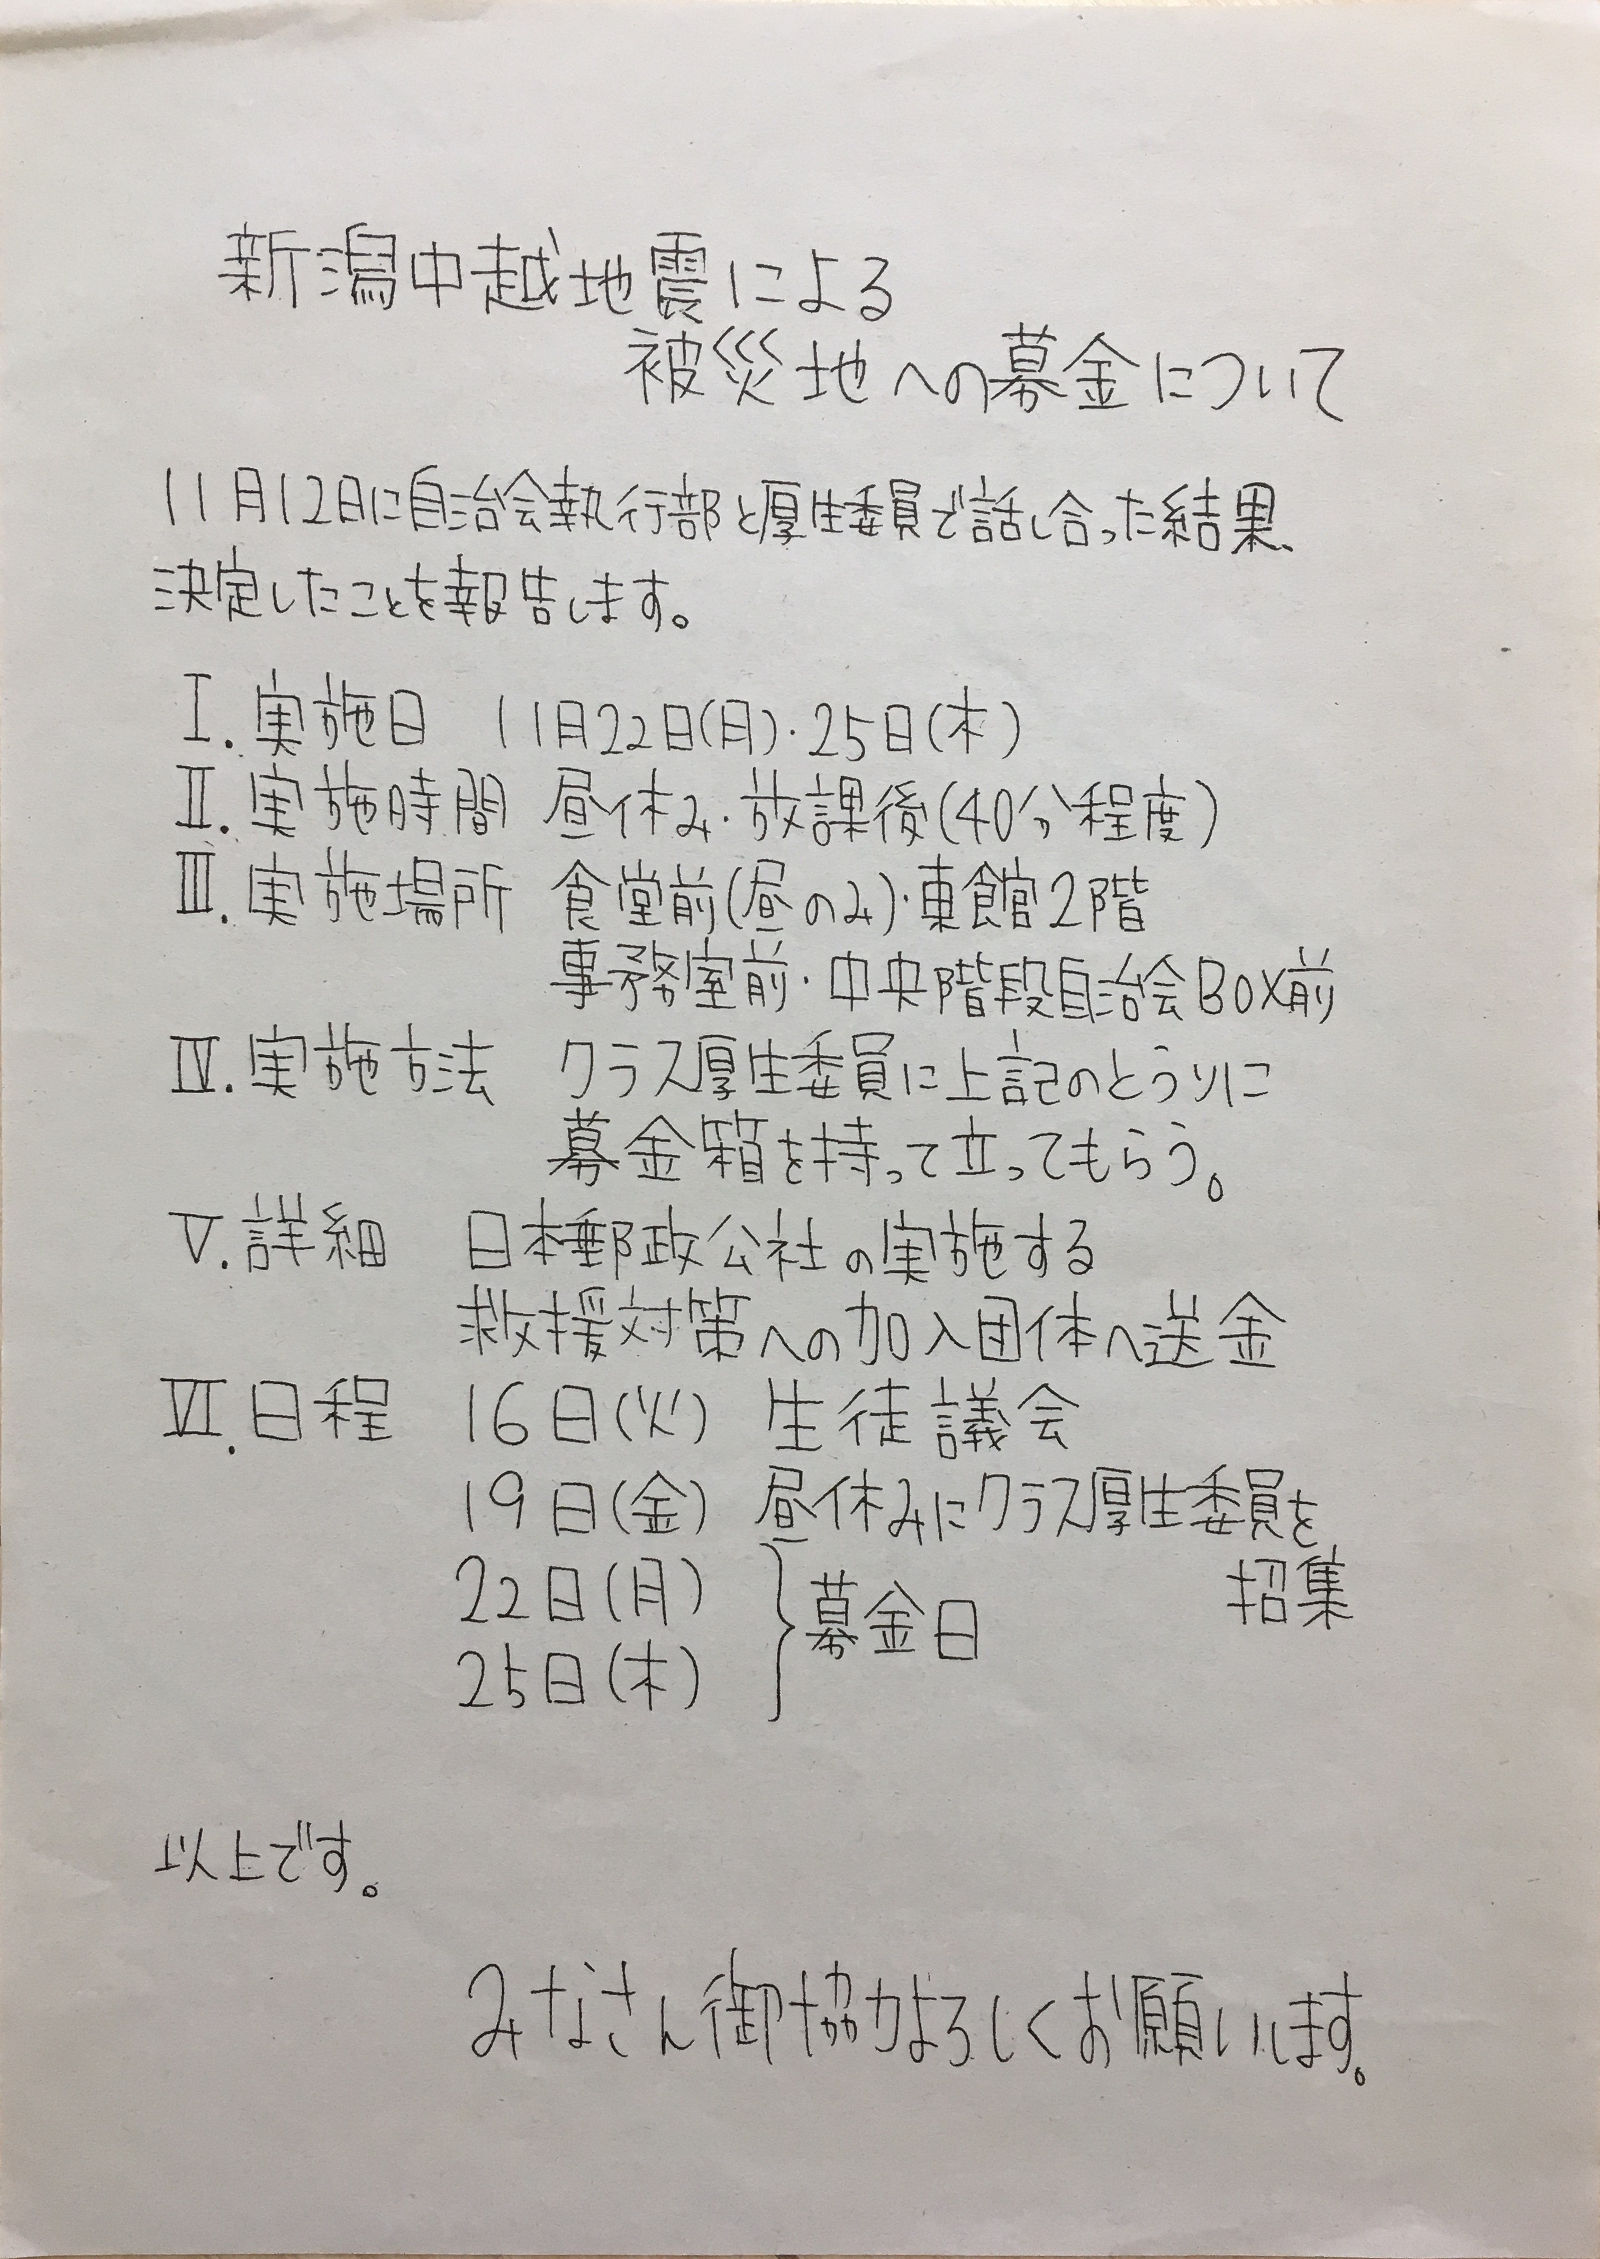 新潟中越地震による
被災地への募金について
11月12日に自治会執行部と厚生委員で話し合った結果、
決定したことを報告します。
Ⅰ.実施日 11月22日(月)・25日(木)
Ⅱ.実施時間 昼休み・放課後(40分程度)
Ⅲ.実施場所 食堂前(昼のみ)・東館2階
事務室前・中央階段自治会BOX前
Ⅳ.実施方法 クラス厚生委員に上記のとうりに
募金箱を持って立ってもらう。
Ⅴ.詳細 日本郵政公社の実施する
救援対策への加入団体へ送金
Ⅵ.日程 16日(火) 生徒議会
19日(金) 昼休みにクラス厚生委員を
招集
22日(月)
25日(木)
募金日
以上です。
みなさん御協力よろしくお願いします。